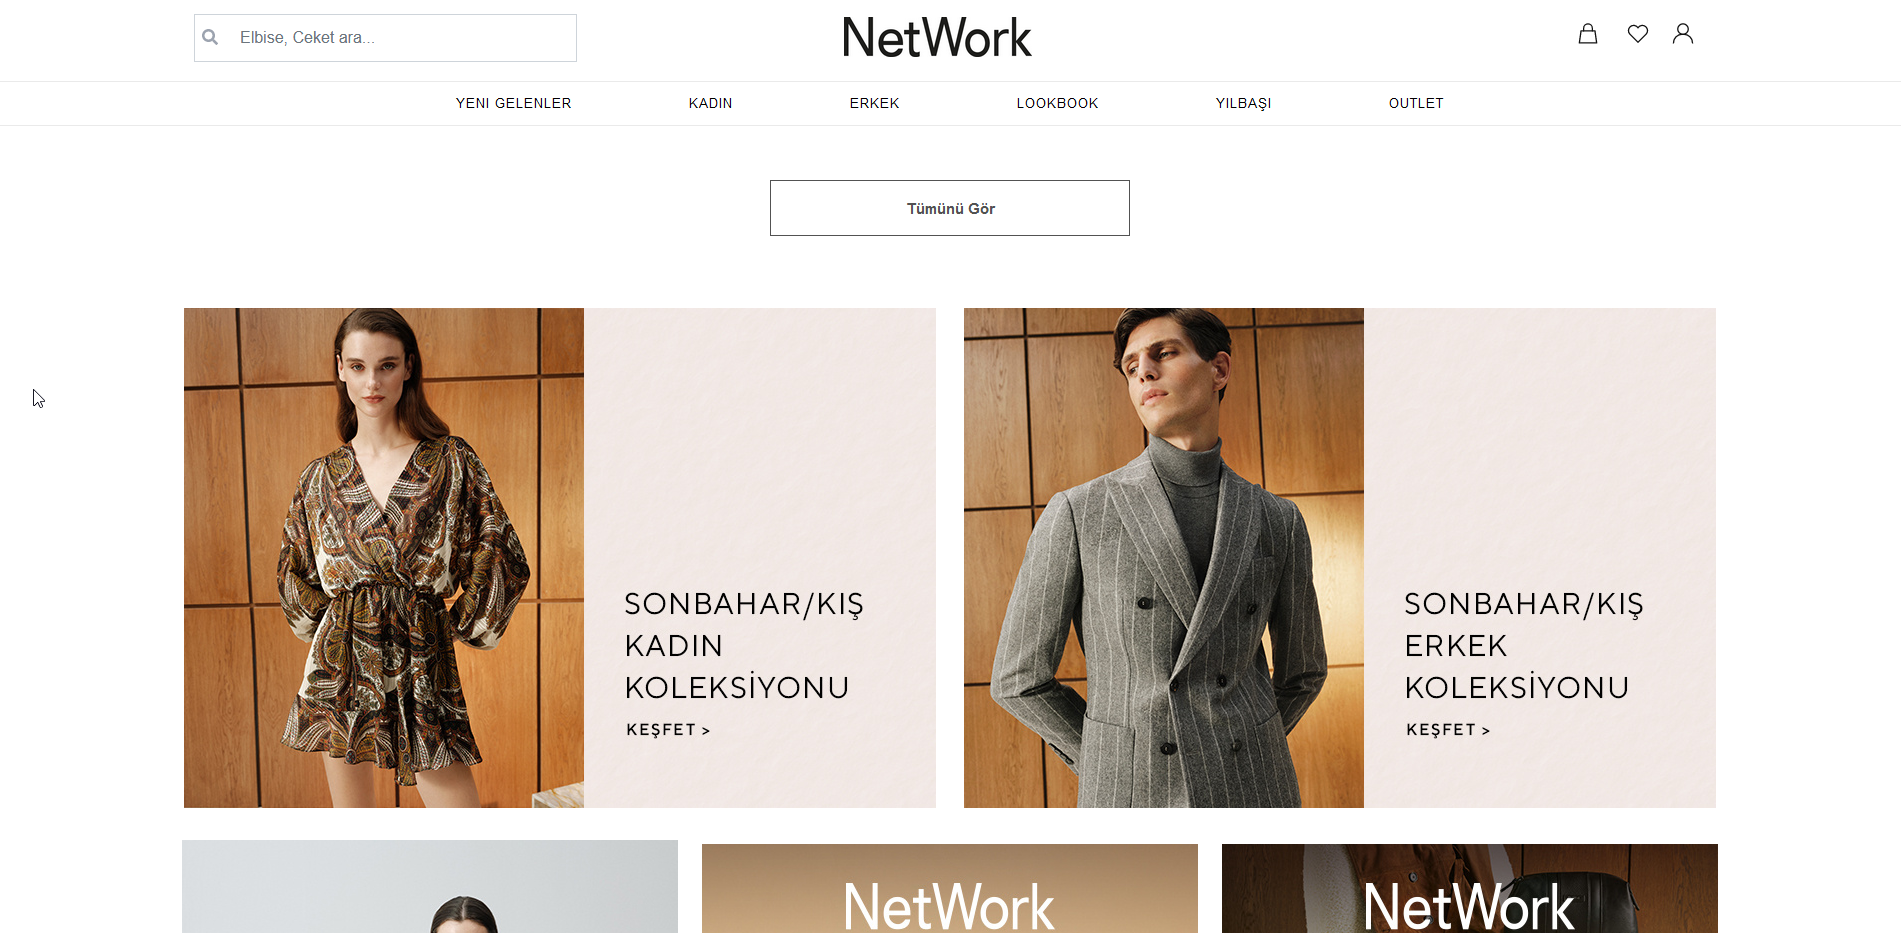 Elbise, Ceket ara...
NetWork
YENI GELENLER
KADIN
ERKEK
LOOKBOOK
YILBAŞI
OUTLET
Tümünü Gör
SONBAHAR/KIŞ
KADIN
KOLEKSİYONU
KEŞFET >
SONBAHAR/KIŞ
ERKEK
KOLEKSİYONU
KEŞFET >
NetWork
NetWork